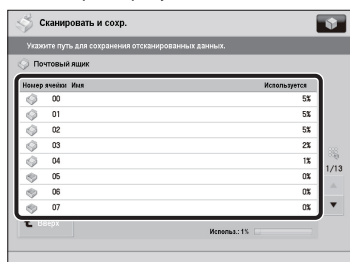 Сканировать и сохр.
Укажите путь для сохранения отсканированных данных.
Почтовый ящик
Номер ячейки Имя Используется
00 5%
01 5%
02 5%
03 2%
04 1%
05 0%
06 0%
07 0%
1/13
Вверх
Использ.: 1%